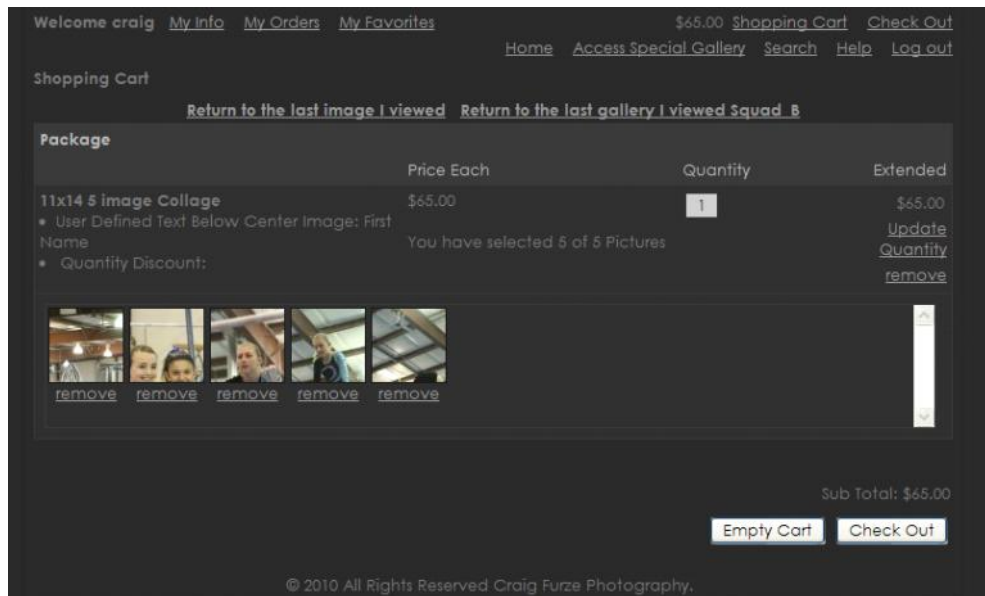 Welcome craig My Info My Orders My Favorites $65.00 Shopping Cart Check Out
Home Access Special Gallery Search Help Log out
Shopping Cart
Return to the last image I viewed Return to the last gallery I viewed Squad_B
Package
Price Each Quantity Extended
11x14 5 image Collage $65.00 1 $65.00
• User Defined Text Below Center Image: First
Name
You have selected 5 of 5 Pictures
• Quantity Discount:
Update
Quantity
remove
remove remove remove remove remove
Sub Total: $65.00
Empty Cart Check Out
© 2010 All Rights Reserved Craig Furze Photography.